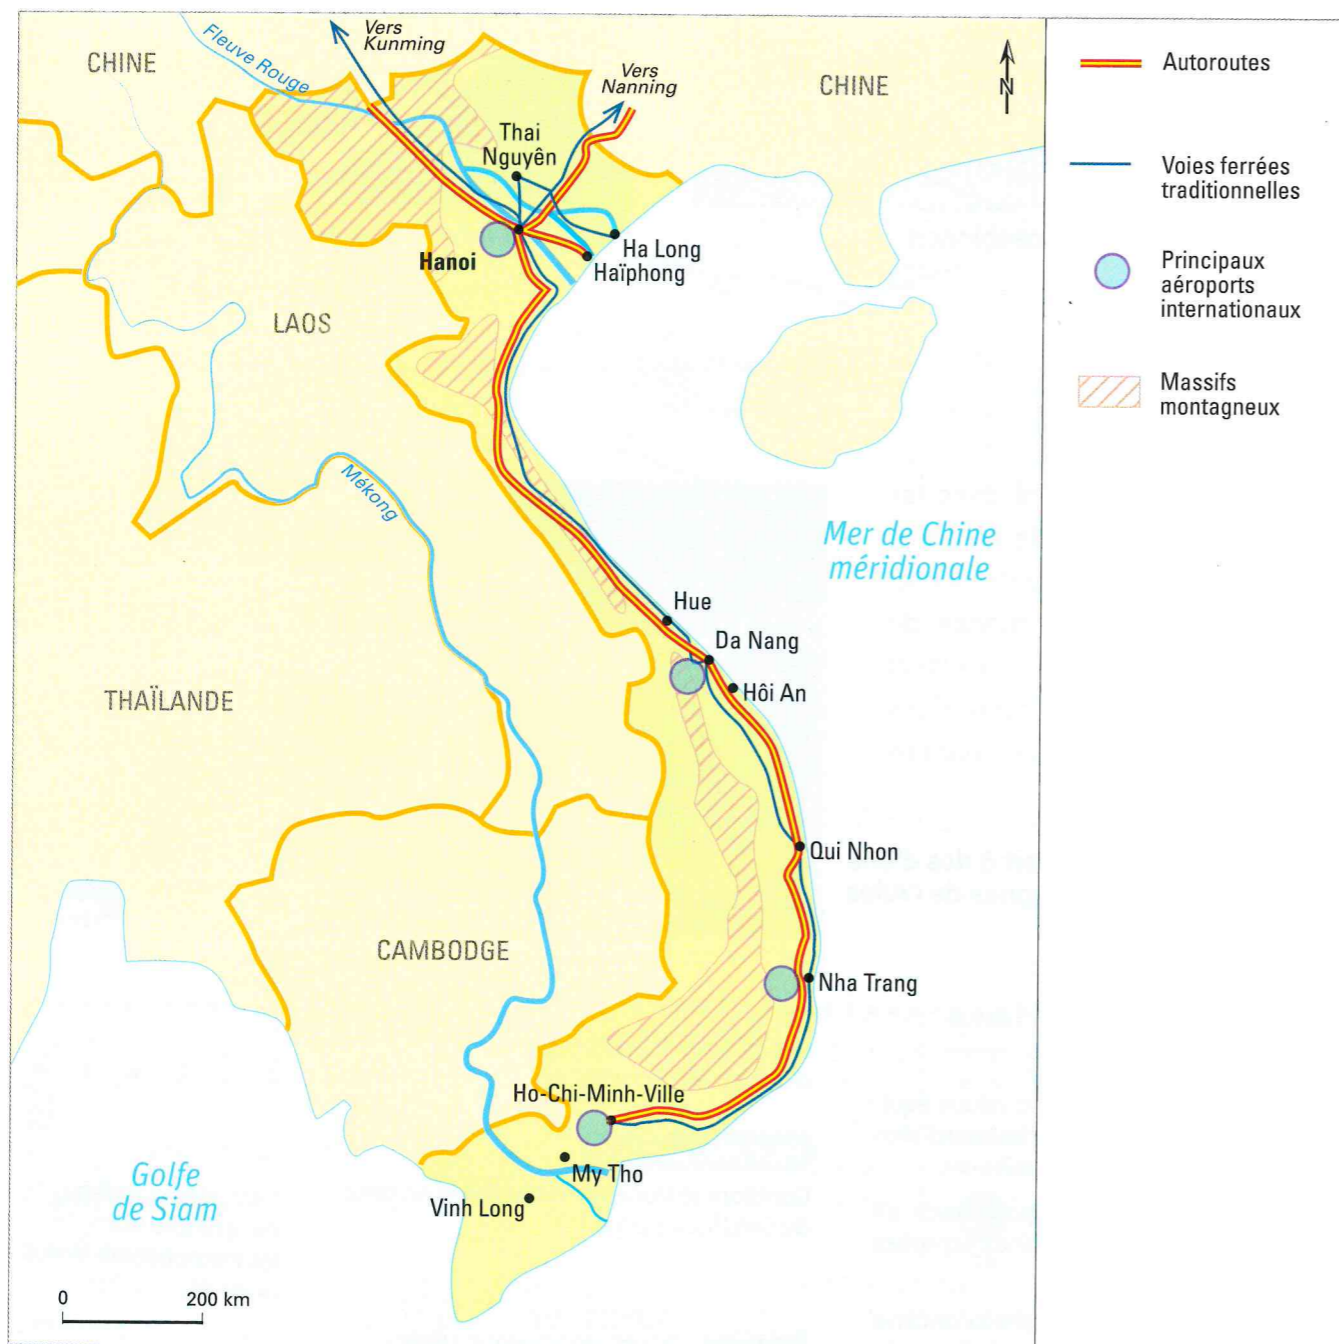 Vers
Kunming
CHINE
Fleuve Rouge
Vers
Nanning
CHINE
N
Thai
Nguyên
Hanoi
Ha Long
Haïphong
LAOS
Mékong
Mer de Chine
méridionale
Hue
Da Nang
Hôi An
THAÏLANDE
Qui Nhon
CAMBODGE
Nha Trang
Ho-Chi-Minh-Ville
My Tho
Vinh Long
Golfe
de Siam
0 200 km
Autoroutes
Voies ferrées
traditionnelles
Principaux
aéroports
internationaux
Massifs
montagneux